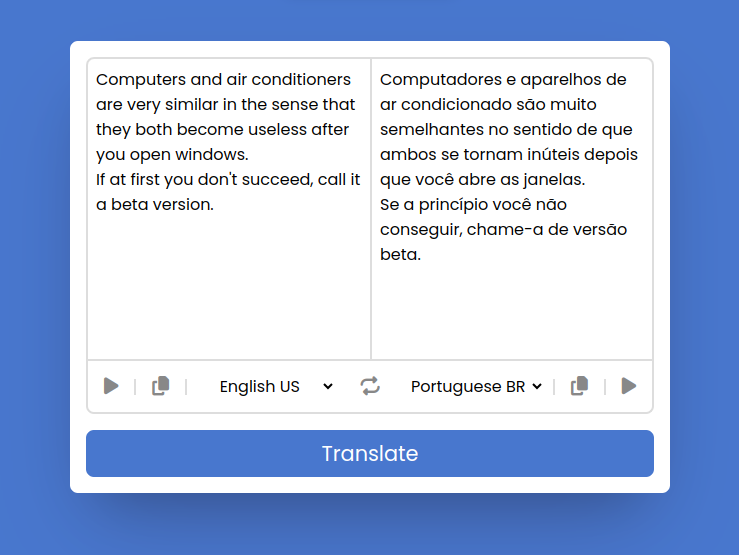 Computers and air conditioners
are very similar in the sense that
they both become useless after
you open windows.
If at first you don't succeed, call it
a beta version.
Computadores e aparelhos de
ar condicionado são muito
semelhantes no sentido de que
ambos se tornam inúteis depois
que você abre as janelas.
Se a princípio você não
conseguir, chame-a de versão
beta.
English US
Portuguese BR
Translate